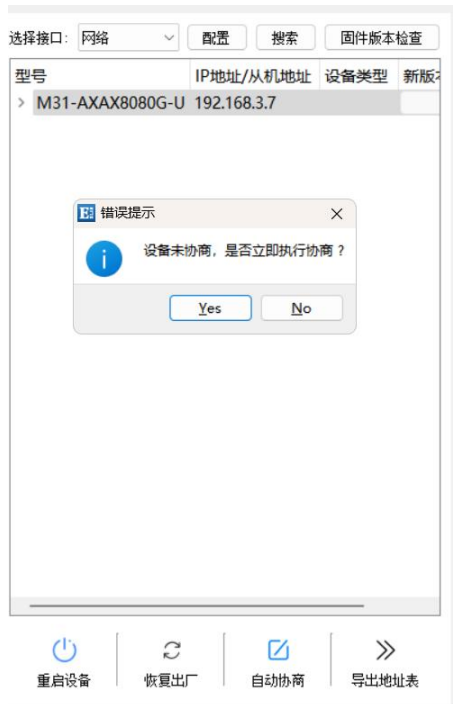 选择接口: 网络 配置 搜索 固件版本检查
型号 IP地址/从机地址 设备类型 新版
M31-AXAX8080G-U 192.168.3.7
错误提示
设备未协商，是否立即执行协商？
Yes No
重启设备 恢复出厂 自动协商 导出地址表